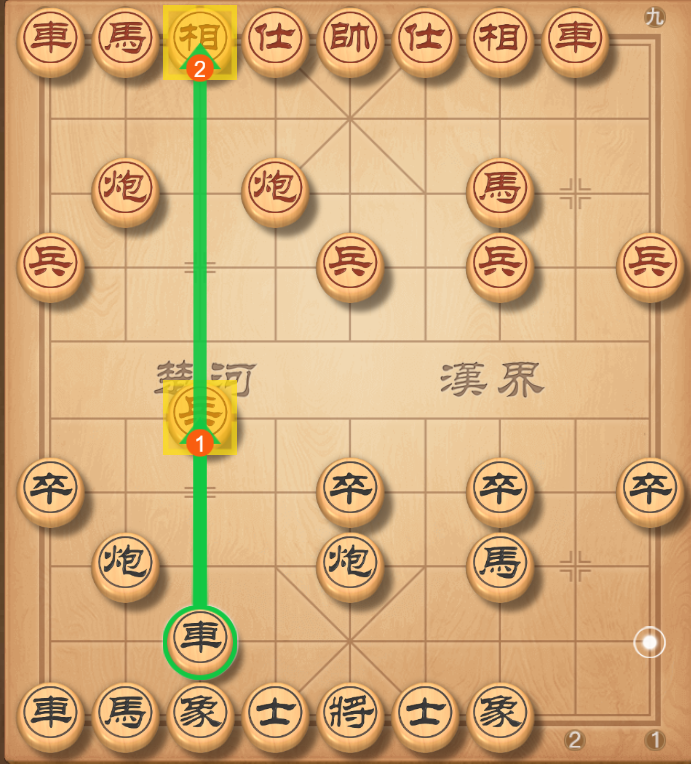 九
車 馬 相 仕 帥 仕 相 車
2
炮 炮 馬
兵 兵 兵 兵
楚河 漢界
兵
1
卒 卒 卒 卒
炮 炮 馬
車
車 馬 象 士 將 士 象
2 1